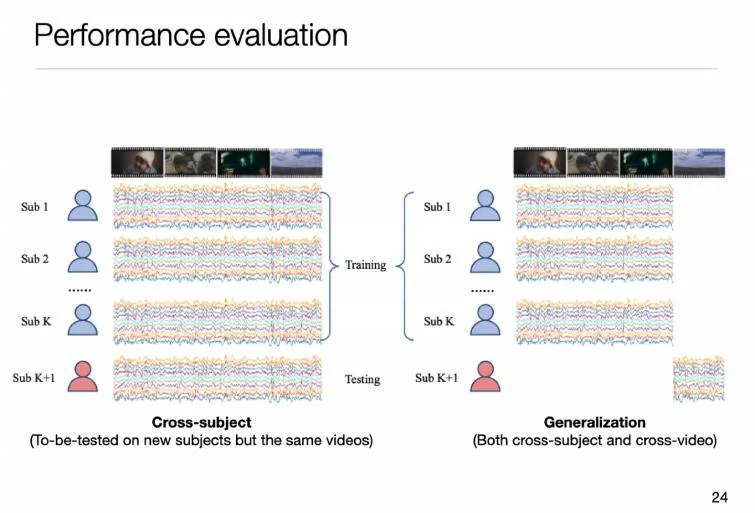 Performance evaluation
Sub 1
Sub 2
......
Sub K
Sub K+1
Training
Testing
Cross-subject
(To-be-tested on new subjects but the same videos)
Sub 1
Sub 2
......
Sub K
Sub K+1
Generalization
(Both cross-subject and cross-video)
24